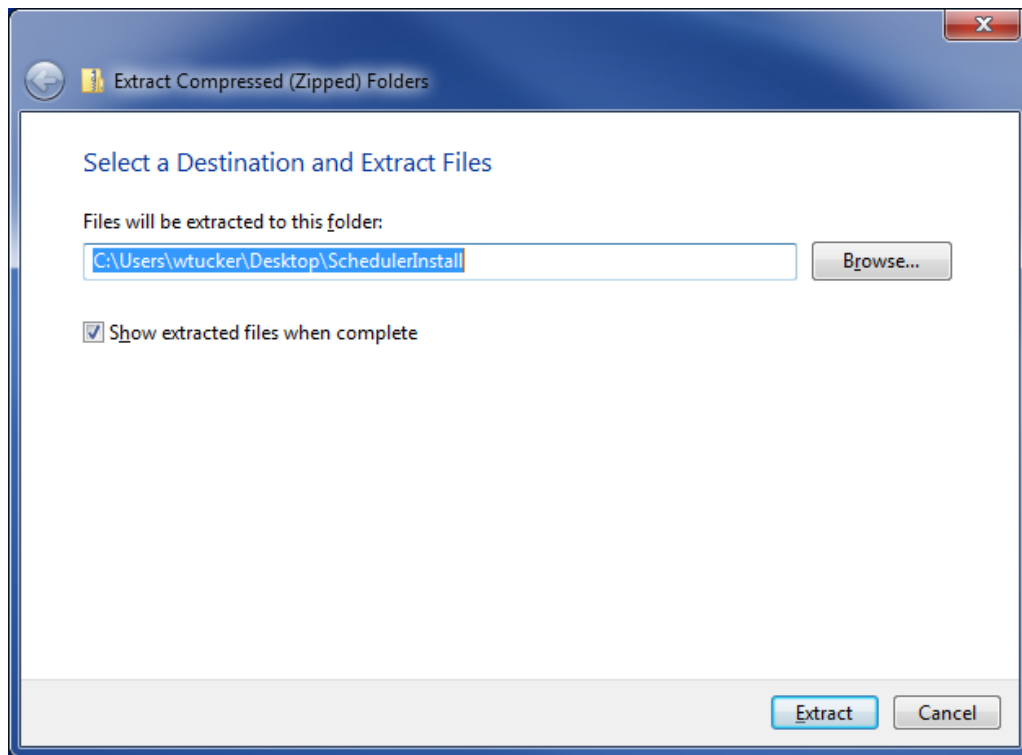 Extract Compressed (Zipped) Folders
Select a Destination and Extract Files
Files will be extracted to this folder:
C:\Users\wtucker\Desktop\SchedulerInstall
Browse...
Show extracted files when complete
Extract
Cancel